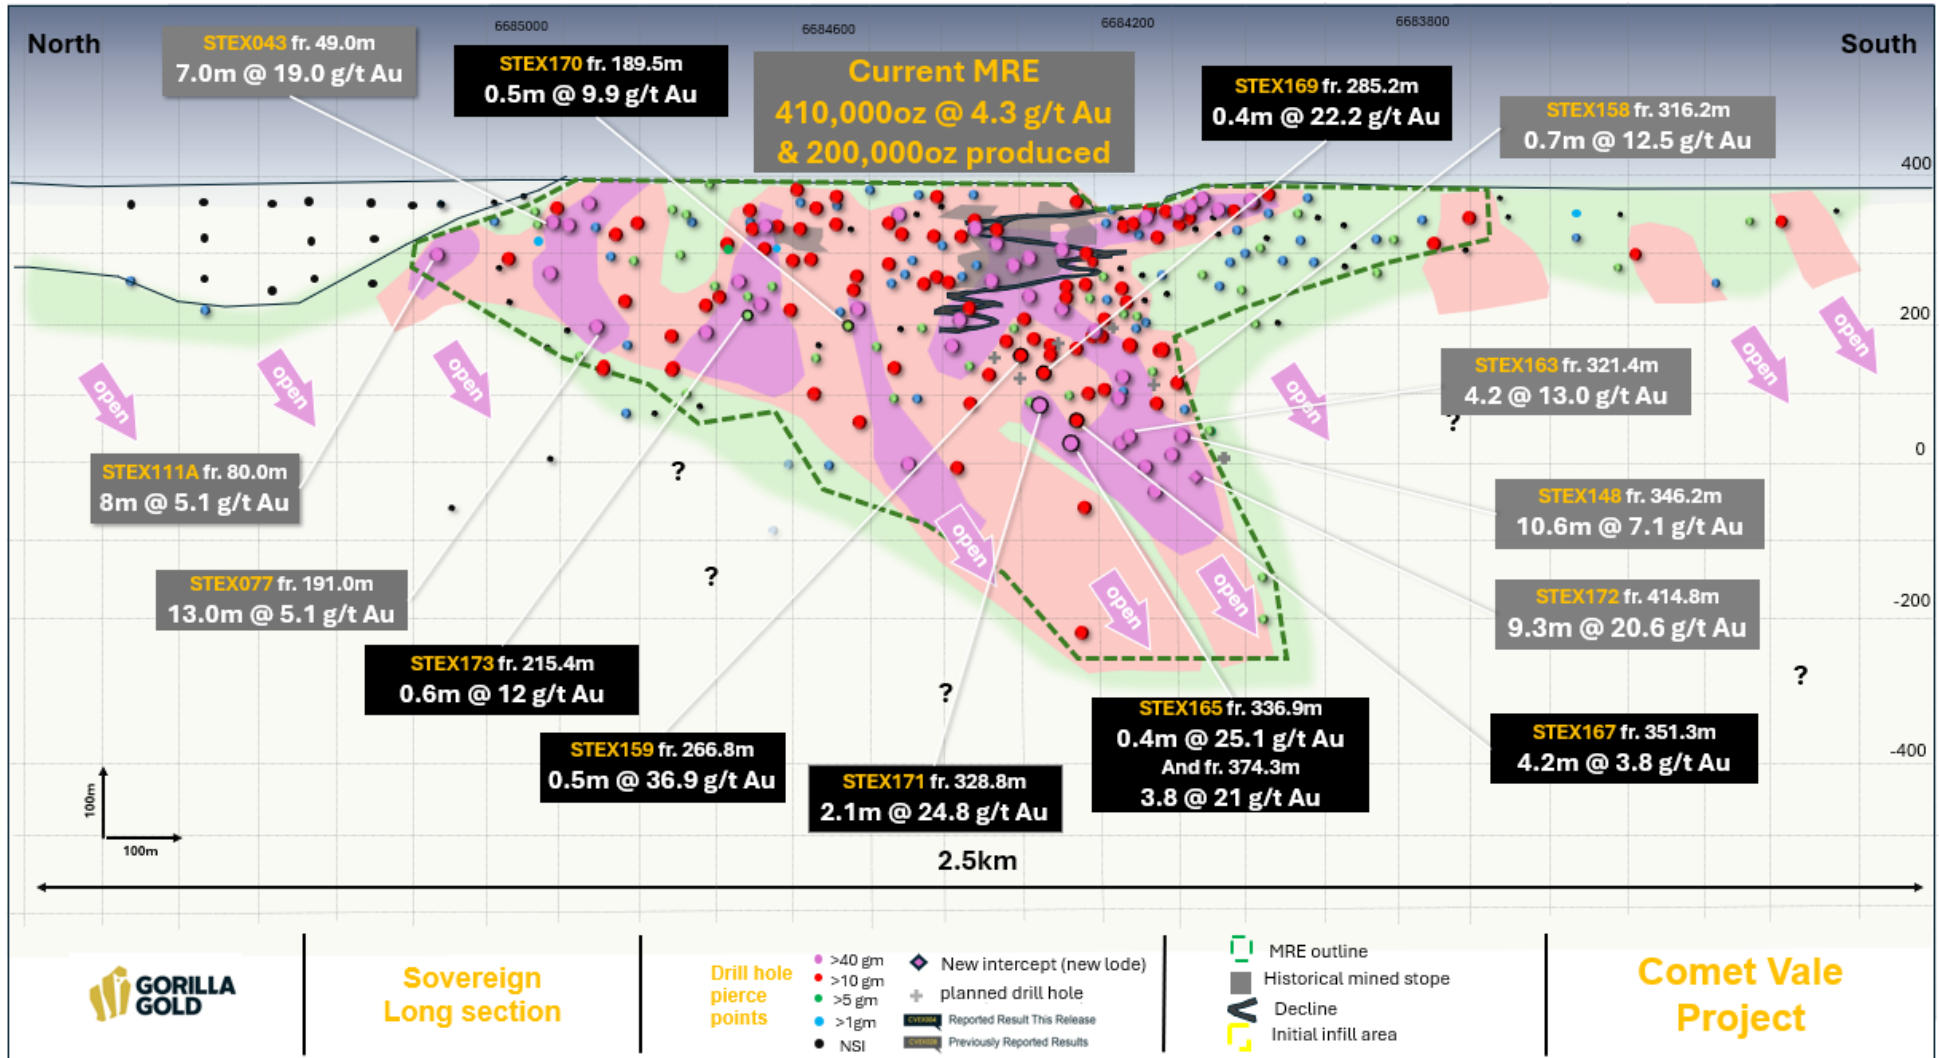 6685000
6684600
6684200
6683800
North
South
STEX043 fr. 49.0m
7.0m @ 19.0 g/t Au
STEX170 fr. 189.5m
0.5m @ 9.9 g/t Au
Current MRE
410,000oz @ 4.3 g/t Au
& 200,000oz produced
STEX169 fr. 285.2m
0.4m @ 22.2 g/t Au
STEX158 fr. 316.2m
0.7m @ 12.5 g/t Au
400
200
0
-200
-400
open
open
open
open
open
open
STEX163 fr. 321.4m
4.2 @ 13.0 g/t Au
?
STEX111A fr. 80.0m
8m @ 5.1 g/t Au
?
STEX148 fr. 346.2m
10.6m @ 7.1 g/t Au
open
open
open
?
STEX077 fr. 191.0m
13.0m @ 5.1 g/t Au
STEX172 fr. 414.8m
9.3m @ 20.6 g/t Au
STEX173 fr. 215.4m
0.6m @ 12 g/t Au
?
?
STEX159 fr. 266.8m
0.5m @ 36.9 g/t Au
STEX171 fr. 328.8m
2.1m @ 24.8 g/t Au
STEX165 fr. 336.9m
0.4m @ 25.1 g/t Au
And fr. 374.3m
3.8 @ 21 g/t Au
STEX167 fr. 351.3m
4.2m @ 3.8 g/t Au
100m
100m
2.5km
GORILLA
GOLD
Sovereign
Long section
Drill hole
pierce
points
>40 gm
>10 gm
>5 gm
>1gm
NSI
New intercept (new lode)
planned drill hole
Reported Result This Release
Previously Reported Results
MRE outline
Historical mined stope
Decline
Initial infill area
Comet Vale
Project